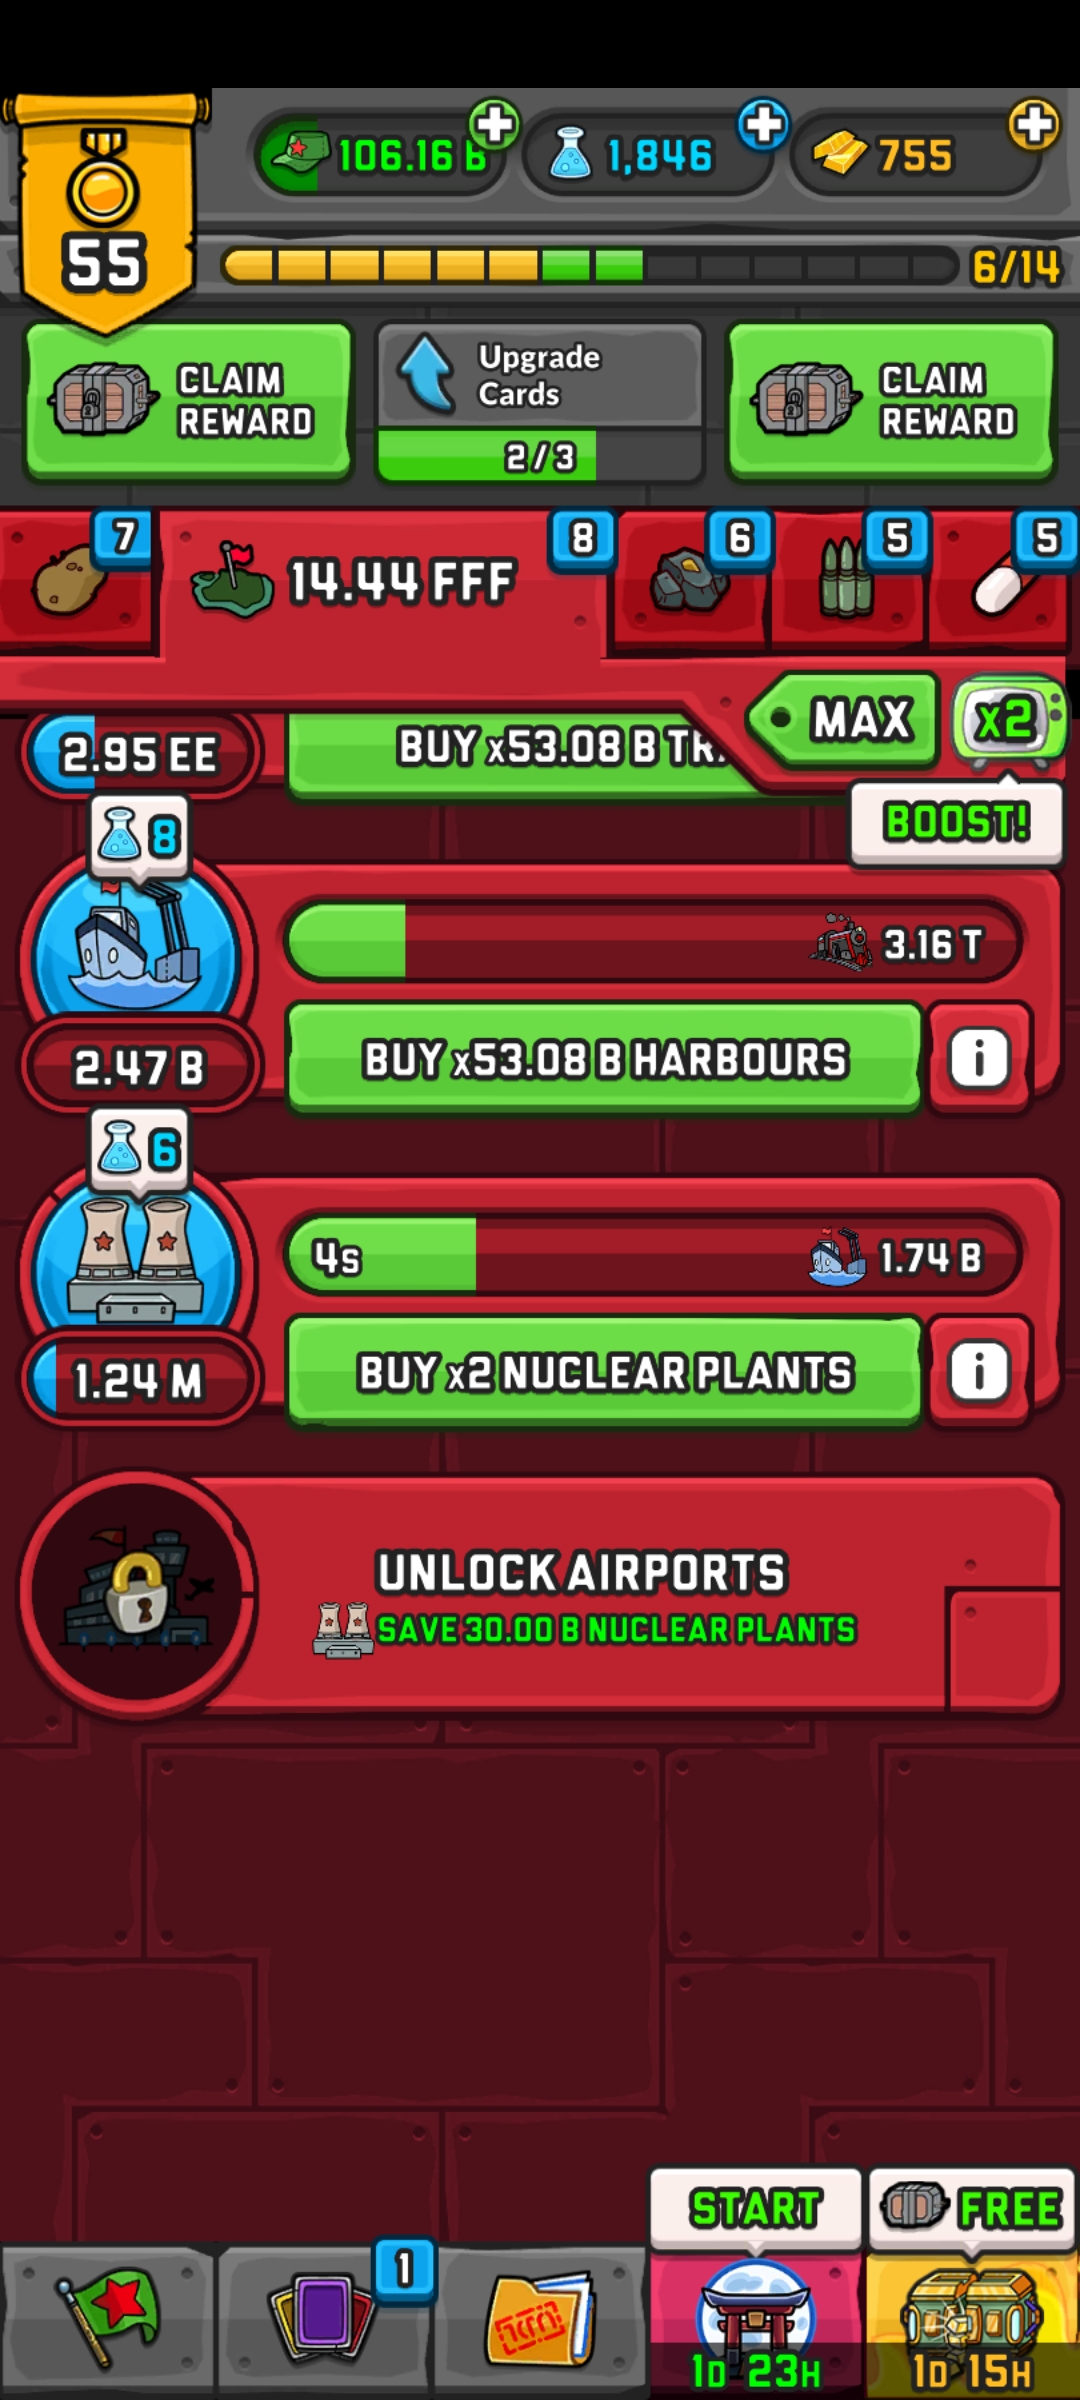 55
106.16 B
1,846
755
6/14
CLAIM
REWARD
Upgrade
Cards
2/3
CLAIM
REWARD
7
14.44 FFF
8
6
5
5
MAX
x2
BOOST!
2.95 EE
BUY x53.08 B
8
3.16 T
2.47 B
BUY x53.08 B HARBOURS
i
6
4s
1.74 B
1.24 M
BUY x2 NUCLEAR PLANTS
i
UNLOCK AIRPORTS
SAVE 30.00 B NUCLEAR PLANTS
START
FREE
1
1D 23H
1D 15H